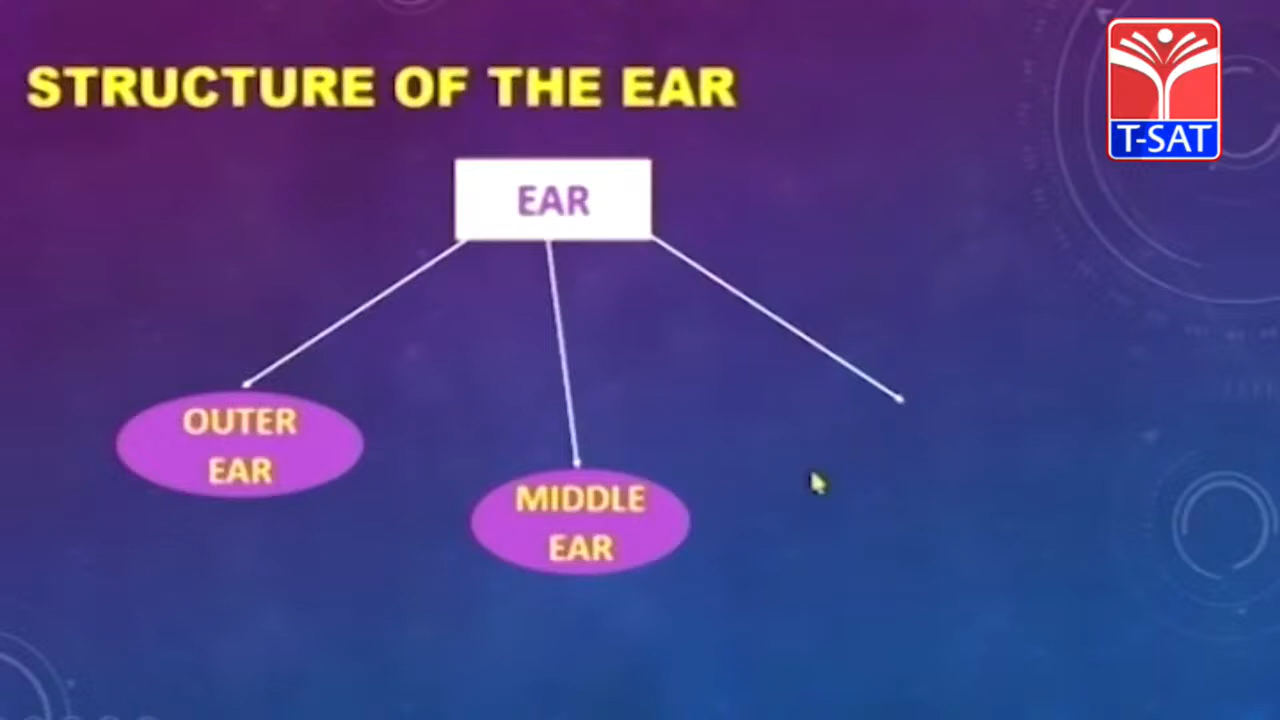 STRUCTURE OF THE EAR
T-SAT
EAR
OUTER
EAR
MIDDLE
EAR